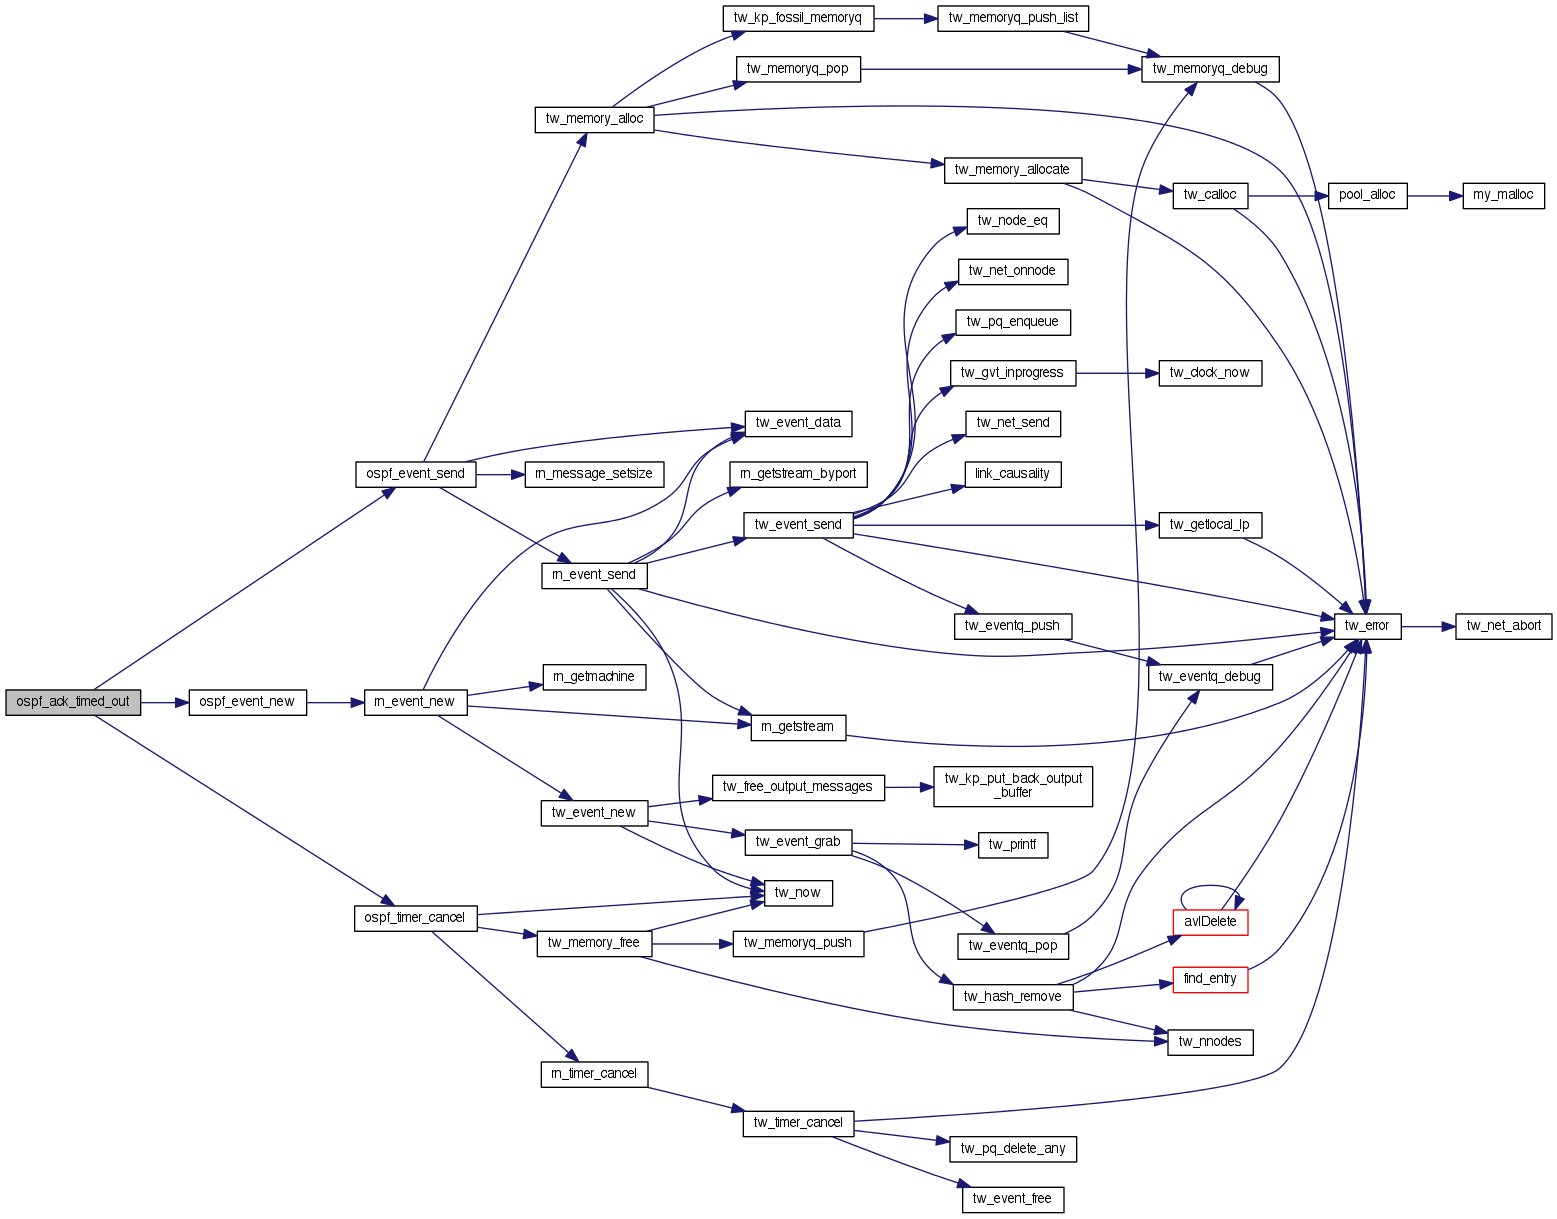 tw_kp_fossil_memoryq
tw_memoryq_push_list
tw_memoryq_pop
tw_memoryq_debug
tw_memory_alloc
tw_memory_allocate
tw_calloc
pool_alloc
my_malloc
tw_node_eq
tw_net_onnode
tw_pq_enqueue
tw_gvt_inprogress
tw_clock_now
tw_event_data
tw_net_send
ospf_event_send
rn_message_setsize
rn_getstream_byport
link_causality
tw_event_send
tw_getlocal_lp
rn_event_send
tw_eventq_push
tw_error
tw_net_abort
rn_getmachine
tw_eventq_debug
ospf_ack_timed_out
ospf_event_new
rn_event_new
rn_getstream
tw_free_output_messages
tw_kp_put_back_output
_buffer
tw_event_new
tw_event_grab
tw_printf
tw_now
ospf_timer_cancel
avlDelete
tw_memory_free
tw_memoryq_push
tw_eventq_pop
find_entry
tw_hash_remove
tw_nnodes
rn_timer_cancel
tw_timer_cancel
tw_pq_delete_any
tw_event_free